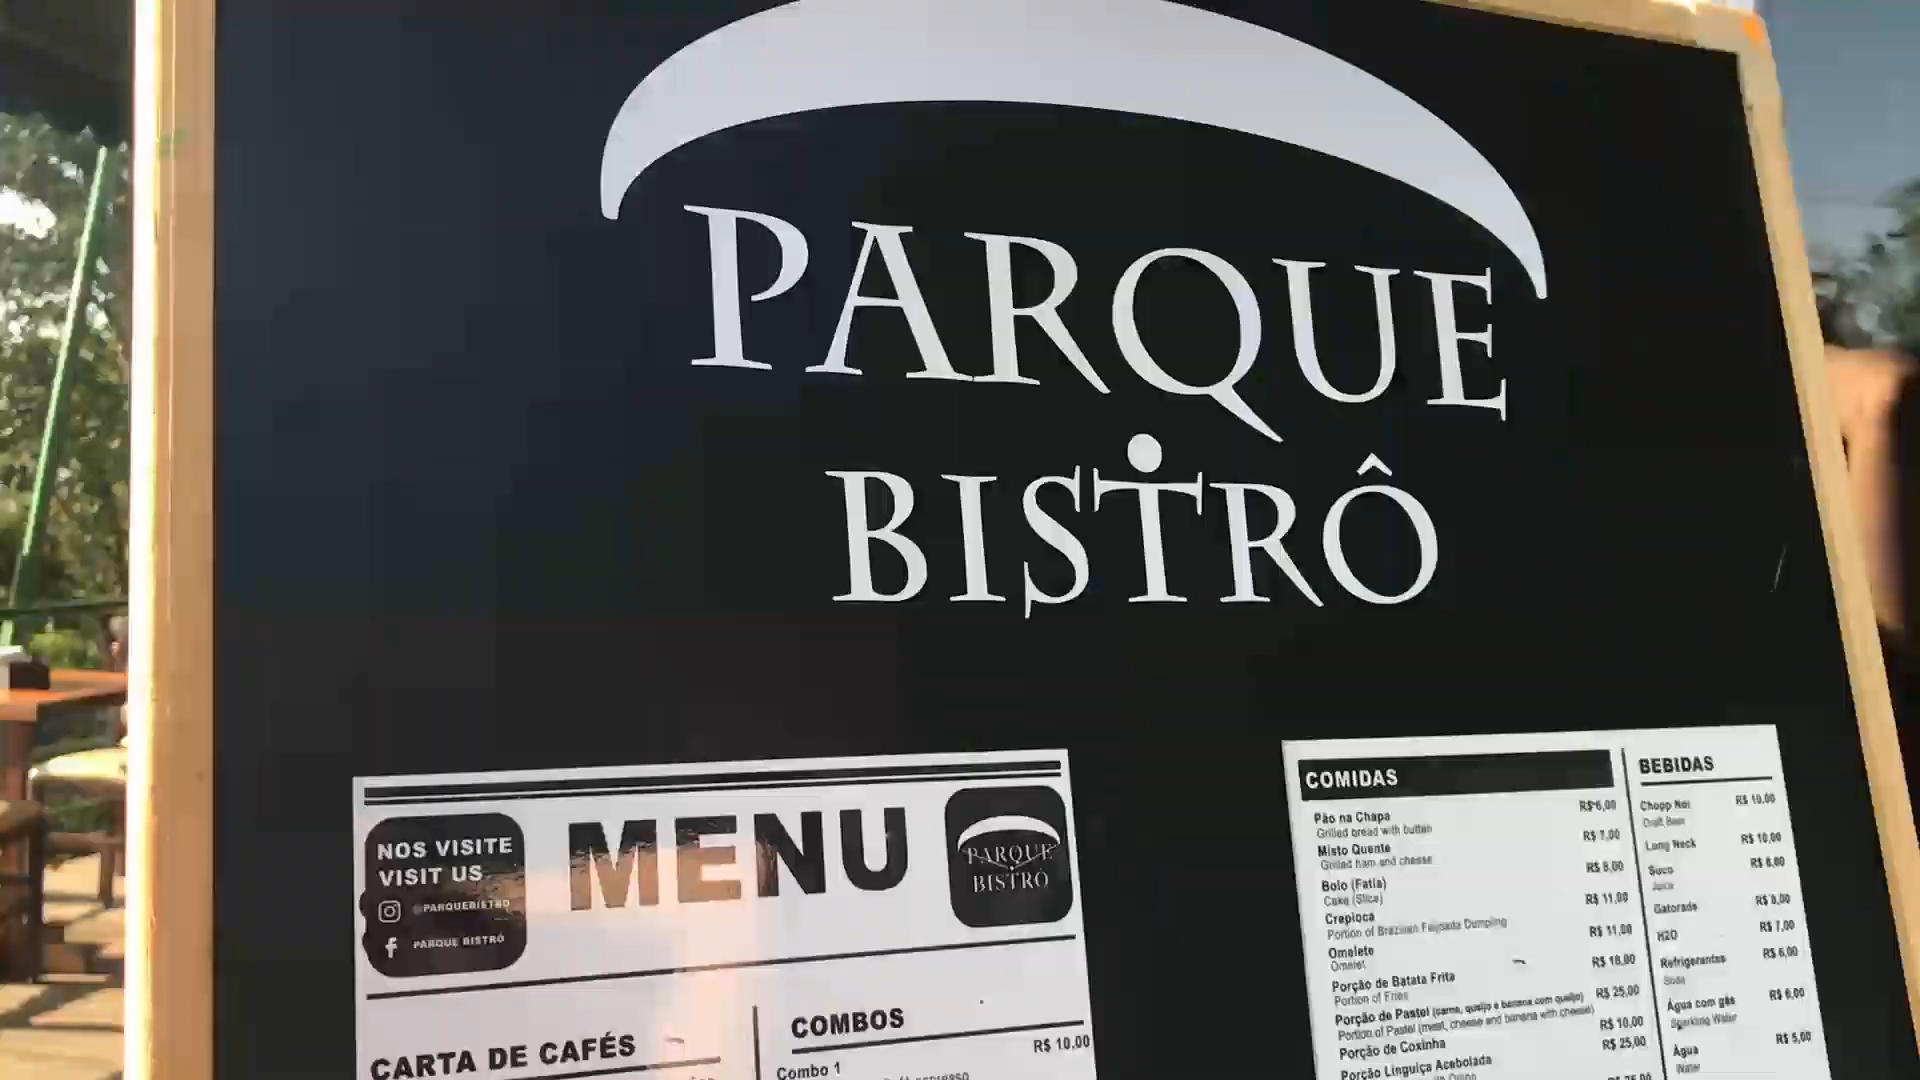 PARQUE
BISTRÔ
NOS VISITE
VISIT US
@PARQUEBISTRO
PARQUE BISTRÔ
MENU
PARQUE
BISTRÔ
CARTA DE CAFÉS
COMBOS
Combo 1 R$ 10,00
COMIDAS
Pão na Chapa R$ 6,00
Grilled bread with butter
Misto Quente R$ 7,00
Grilled ham and cheese
Bolo (Fatia) R$ 8,00
Cake (Slice)
Crepioca R$ 11,00
Portion of Brazilian Feijoada Dumpling
Omelete R$ 11,00
Omelet
Porção de Batata Frita R$ 18,00
Portion of Fries
Porção de Pastel (carne, queijo e banana com queijo) R$ 25,00
Portion of Pastel (meat, cheese and banana with cheese)
Porção de Coxinha R$ 10,00
Porção Linguiça Acebolada R$ 25,00
BEBIDAS
Chopp Noi R$ 10,00
Draft Beer
Long Neck R$ 10,00
Suco R$ 8,00
Juice
Gatorade R$ 8,00
H2O R$ 7,00
Refrigerantes R$ 6,00
Soda
Água com gás R$ 6,00
Sparkling Water
Água R$ 5,00
Water